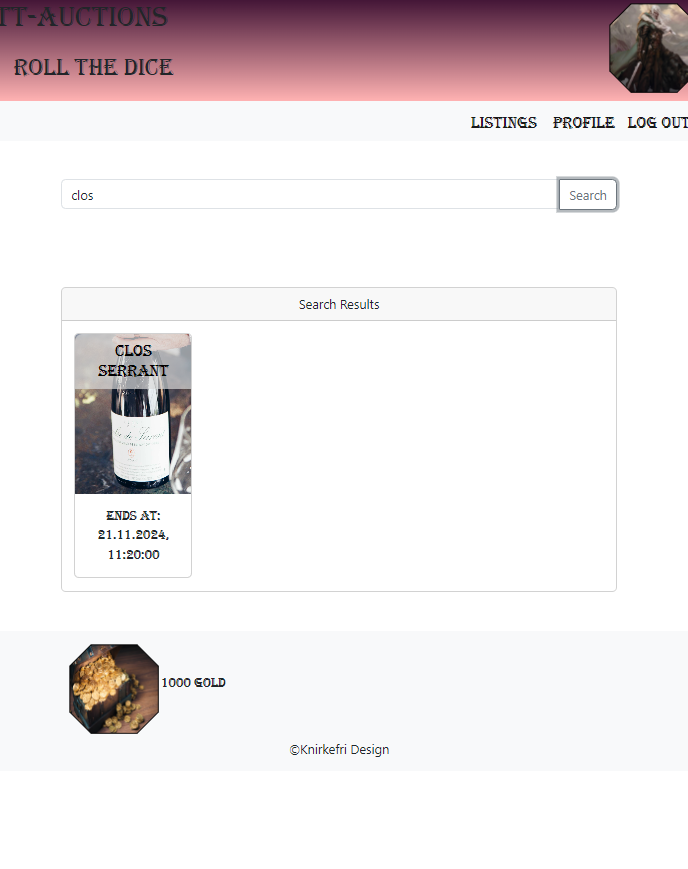 TT-AUCTIONS
ROLL THE DICE
LISTINGS PROFILE LOG OUT
clos Search
Search Results
CLOS
SERRANT
ENDS AT:
21.11.2024,
11:20:00
1000 GOLD
©Knirkefri Design